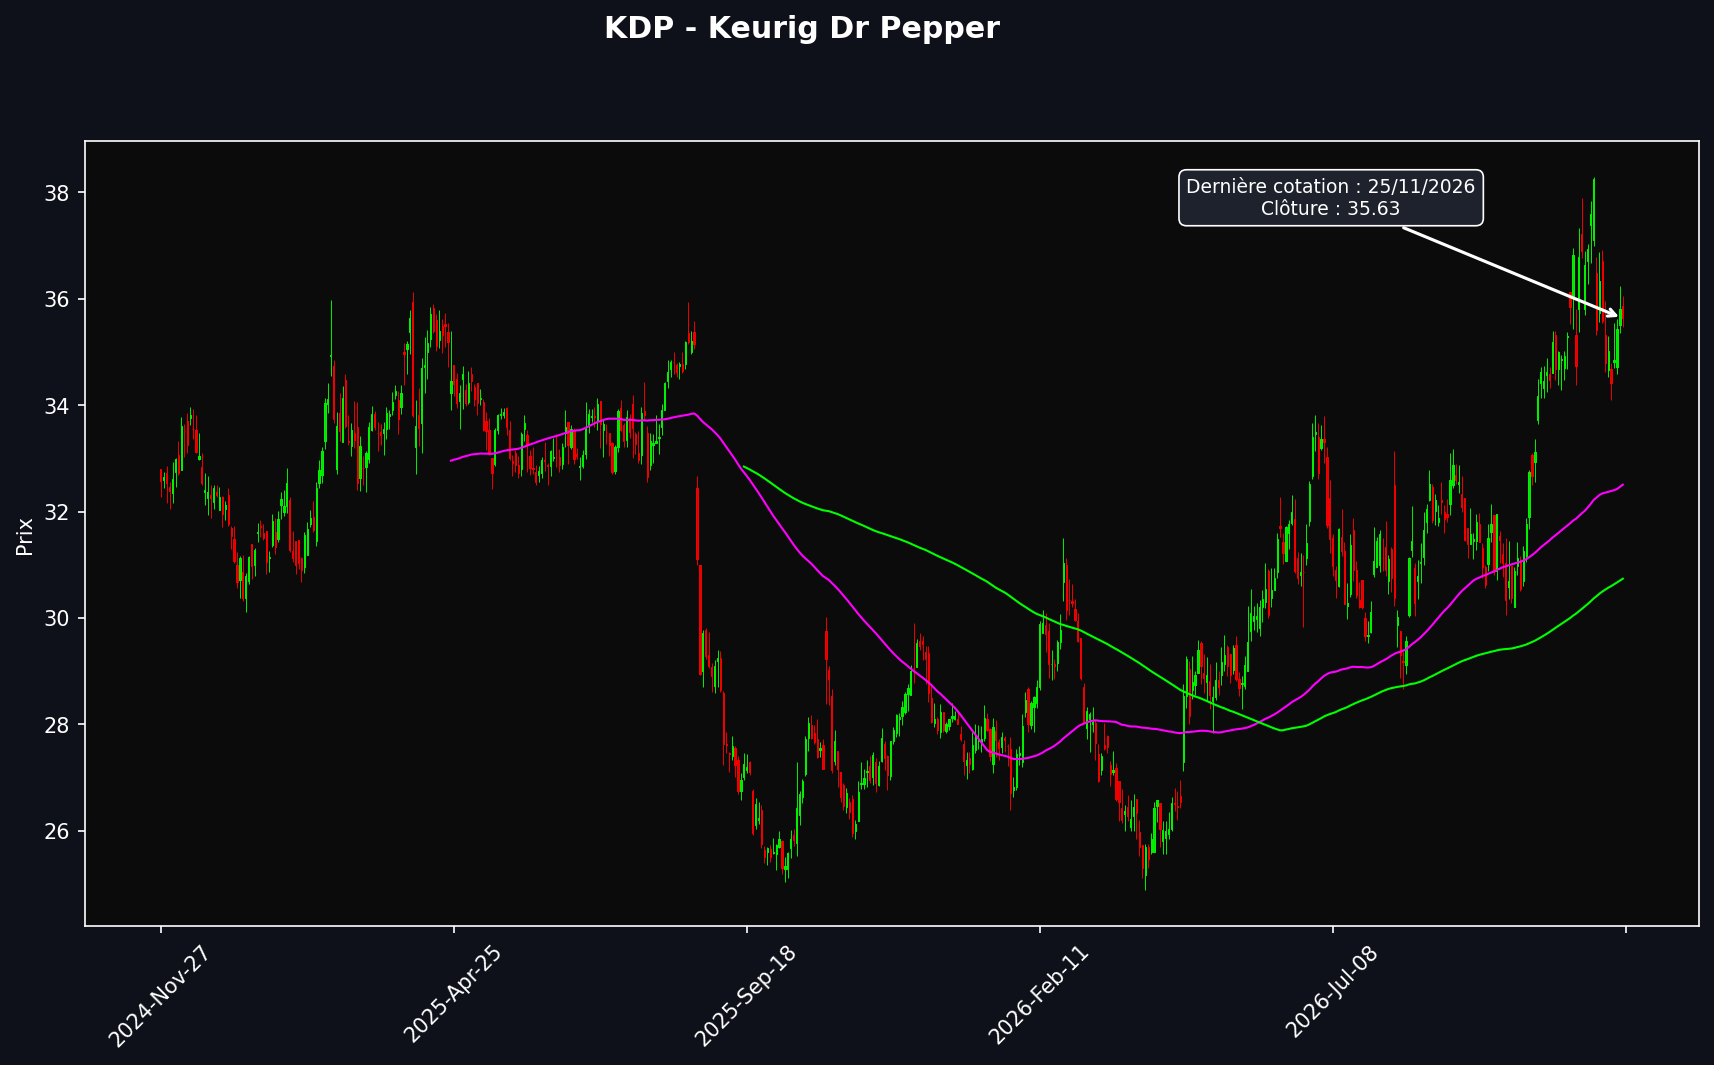 KDP - Keurig Dr Pepper
Dernière cotation : 25/11/2026
Clôture : 35.63
Prix
38
36
34
32
30
28
26
2024-Nov-27
2025-Apr-25
2025-Sep-18
2026-Feb-11
2026-Jul-08